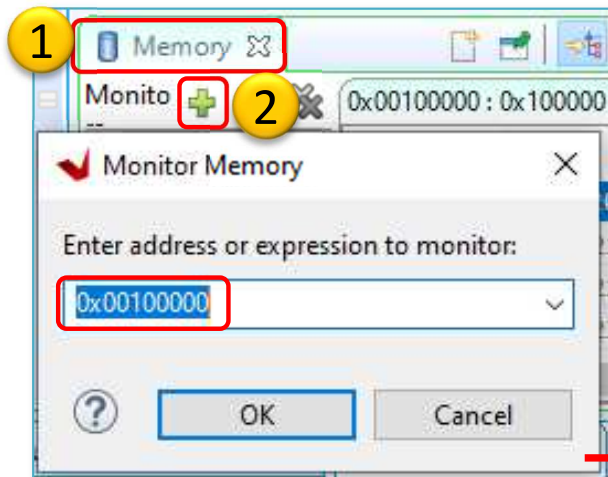 1
Memory
Monito
2
0x00100000 : 0x100000
Monitor Memory
Enter address or expression to monitor:
0x00100000
OK
Cancel